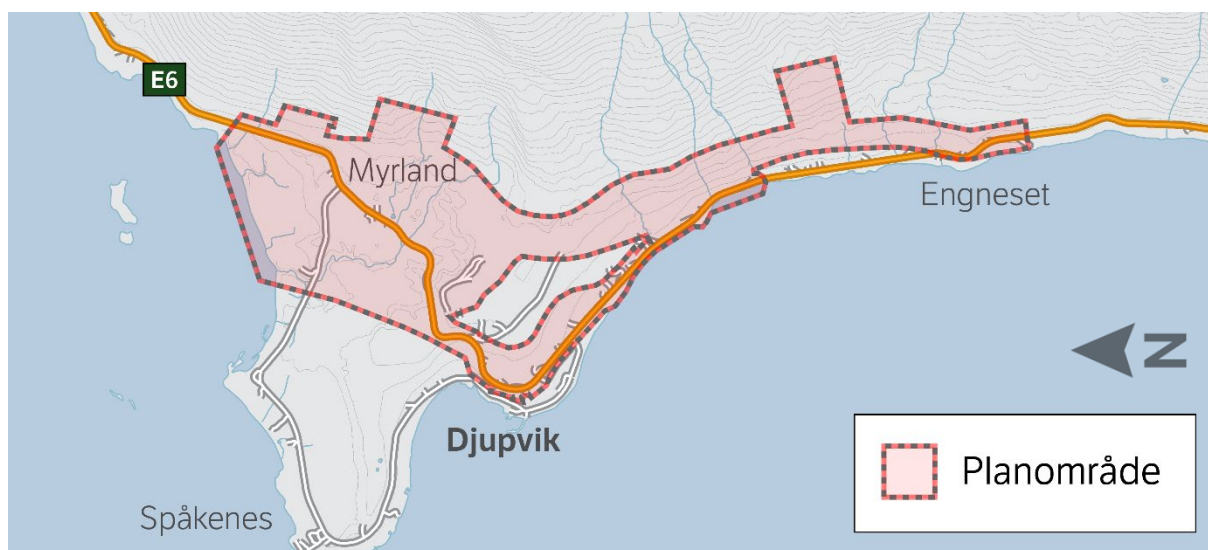 E6
Myrland
Engneset
N
Djupvik
Planområde
Spåkenes